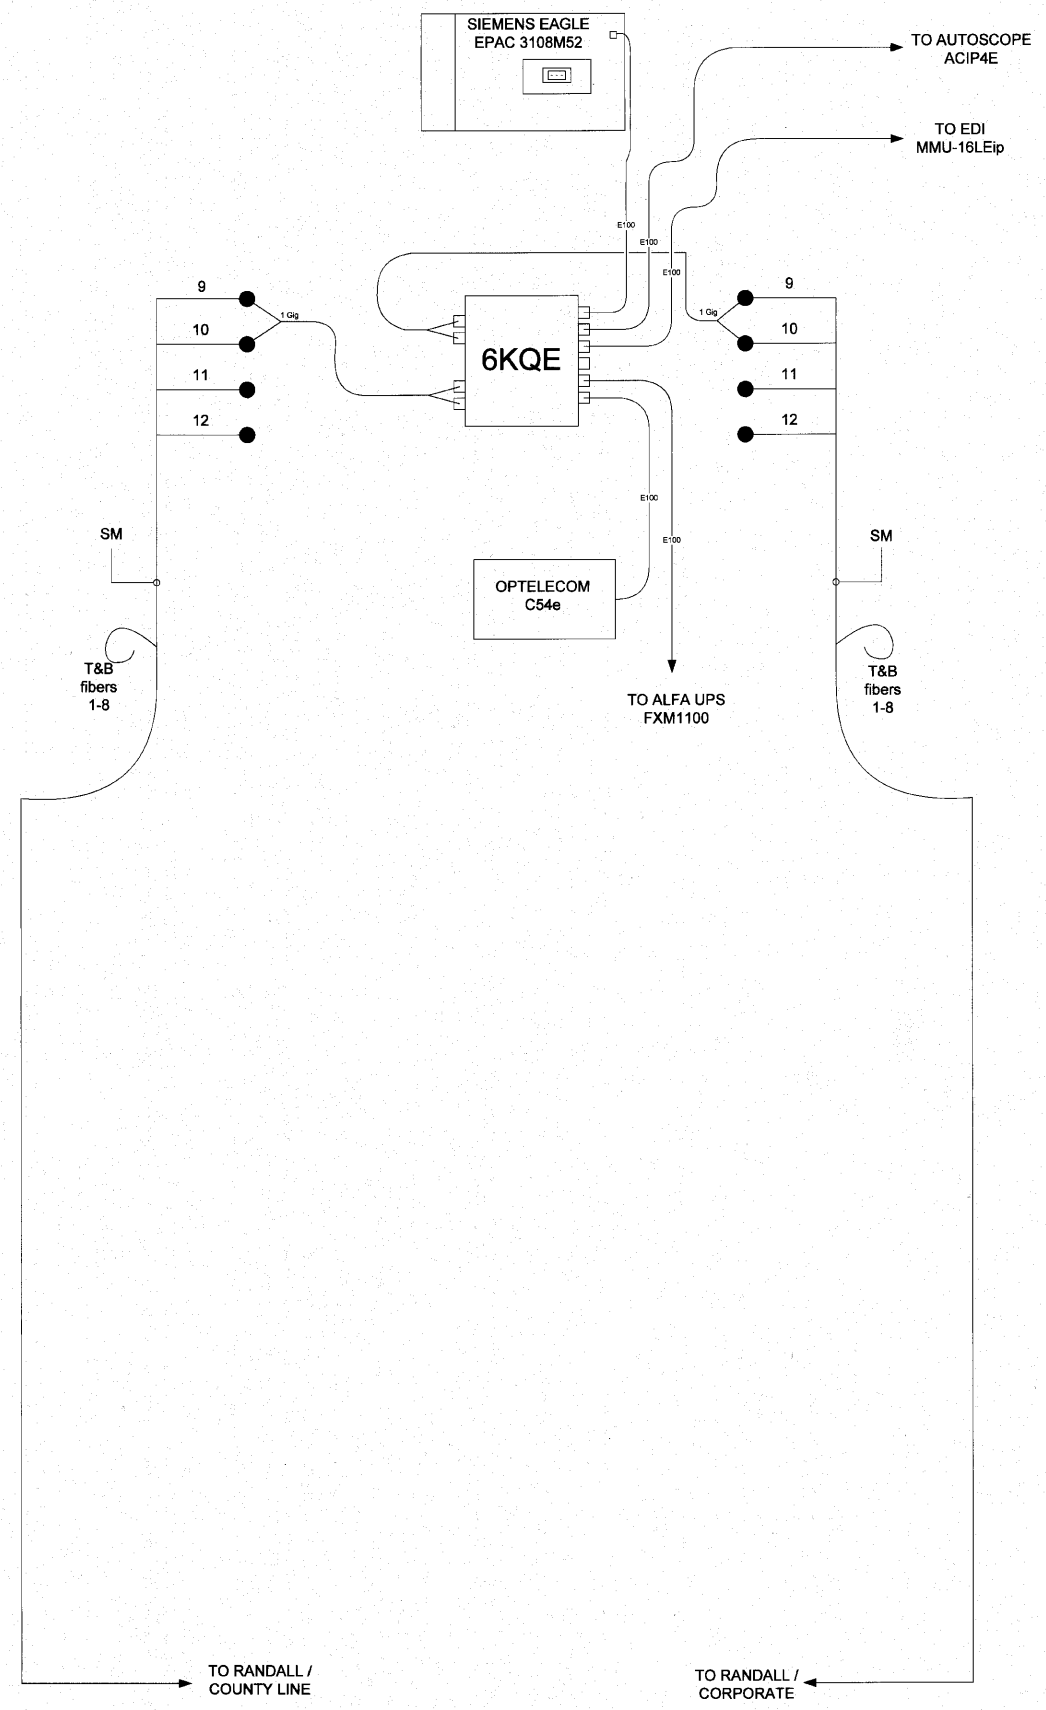 SIEMENS EAGLE
EPAC 3108M52
TO AUTOSCOPE
ACIP4E
TO EDI
MMU-16LEip
E100
E100
E100
9
10
11
12
1 Gig
6KQE
1 Gig
9
10
11
12
E100
E100
SM
SM
OPTELECOM
C54e
T&B
fibers
1-8
T&B
fibers
1-8
TO ALFA UPS
FXM1100
TO RANDALL /
COUNTY LINE
TO RANDALL /
CORPORATE